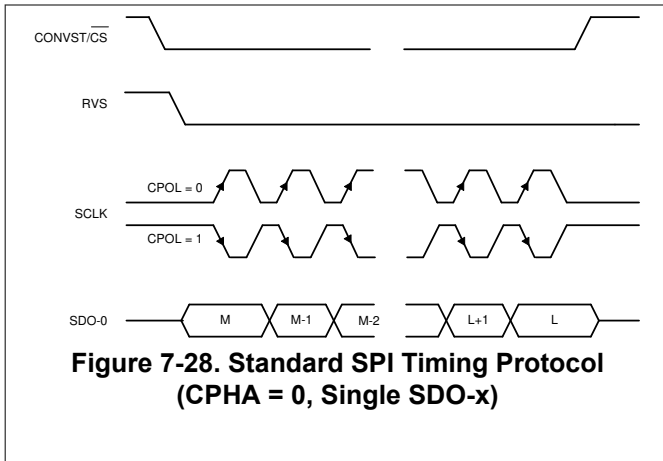 CONVST/CS
RVS
CPOL = 0
SCLK
CPOL = 1
SDO-0 M M-1 M-2 L+1 L
Figure 7-28. Standard SPI Timing Protocol
(CPHA = 0, Single SDO-x)